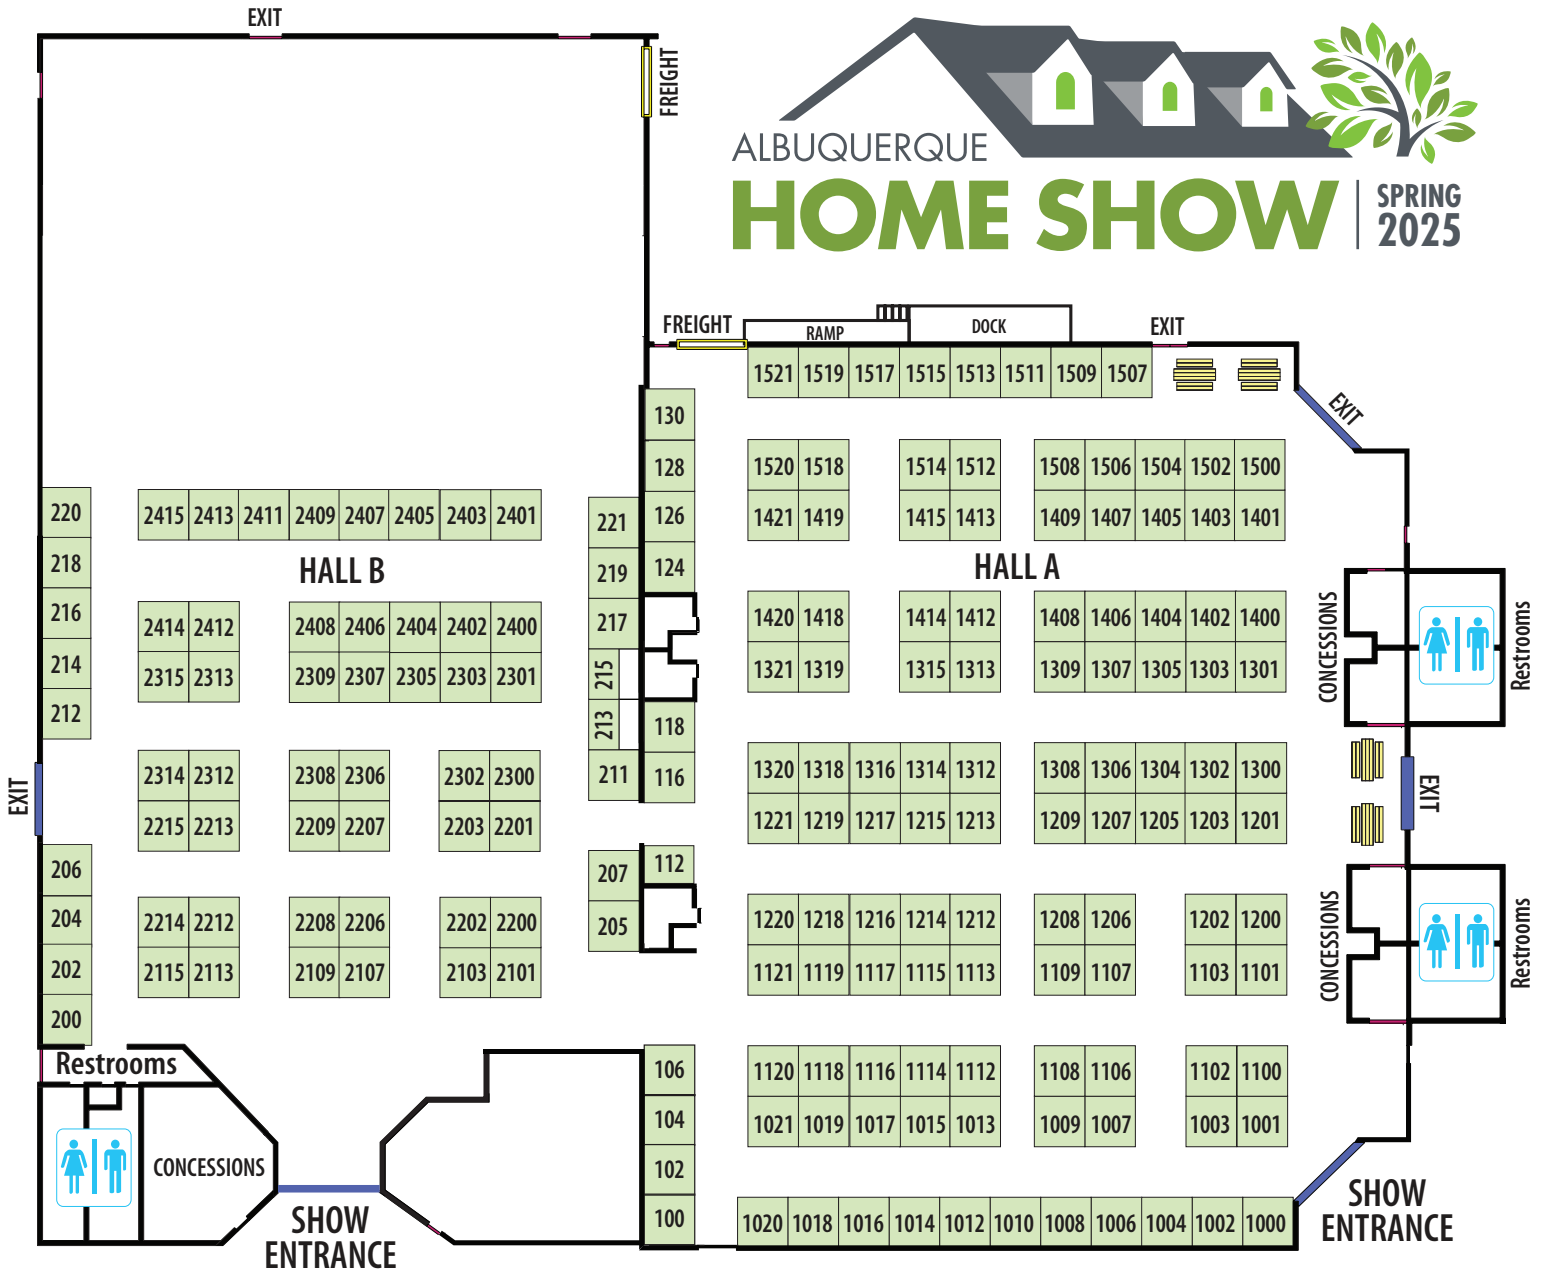 EXIT
FREIGHT
ALBUQUERQUE
HOME SHOW
SPRING
2025
FREIGHT
RAMP
DOCK
EXIT
EXIT
1521 1519 1517 1515 1513 1511 1509 1507
130
128
126
124
118
116
112
106
104
102
100
1520 1518 1514 1512 1508 1506 1504 1502 1500
1421 1419 1415 1413 1409 1407 1405 1403 1401
HALL A
1420 1418 1414 1412 1408 1406 1404 1402 1400
1321 1319 1315 1313 1309 1307 1305 1303 1301
1320 1318 1316 1314 1312 1308 1306 1304 1302 1300
1221 1219 1217 1215 1213 1209 1207 1205 1203 1201
1220 1218 1216 1214 1212 1208 1206 1202 1200
1121 1119 1117 1115 1113 1109 1107 1103 1101
1120 1118 1116 1114 1112 1108 1106 1102 1100
1021 1019 1017 1015 1013 1009 1007 1003 1001
1020 1018 1016 1014 1012 1010 1008 1006 1004 1002 1000
CONCESSIONS
Restrooms
EXIT
CONCESSIONS
Restrooms
SHOW
ENTRANCE
220
218
216
214
212
EXIT
206
204
202
200
2415 2413 2411 2409 2407 2405 2403 2401
HALL B
2414 2412 2408 2406 2404 2402 2400
2315 2313 2309 2307 2305 2303 2301
2314 2312 2308 2306 2302 2300
2215 2213 2209 2207 2203 2201
2214 2212 2208 2206 2202 2200
2115 2113 2109 2107 2103 2101
221
219
217
215
213
211
207
205
Restrooms
CONCESSIONS
SHOW
ENTRANCE